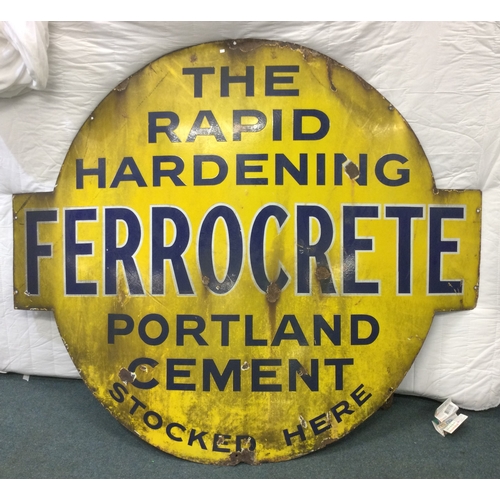 THE
RAPID
HARDENING
FERROCRETE
PORTLAND
CEMENT
STOCKED HERE